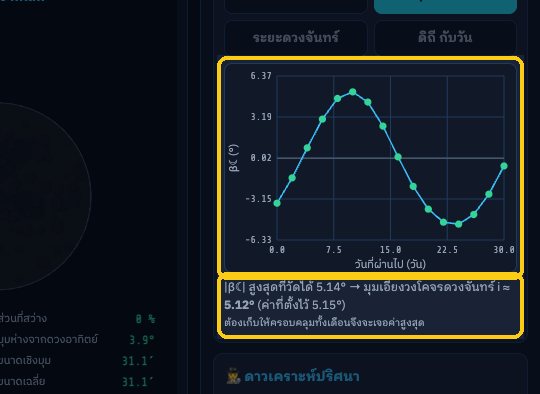 ระยะดวงจันทร์
ดิถี กับวัน
6.37
3.19
0.02
-3.15
-6.33
β☾ (°)
0.0 7.5 15.0 22.5 30.0
วันที่ผ่านไป (วัน)
|β☾| สูงสุดที่วัดได้ 5.14° → มุมเอียงวงโคจรดวงจันทร์ i ≈
5.12° (ค่าที่ตั้งไว้ 5.15°)
ต้องเก็บให้ครอบคลุมทั้งเดือนจึงจะเจอค่าสูงสุด
ส่วนที่สว่าง 0 %
มุมห่างจากดวงอาทิตย์ 3.9°
ขนาดเชิงมุม 31.1′
ขนาดเฉลี่ย 31.1′
ดาวเคราะห์ปริศนา